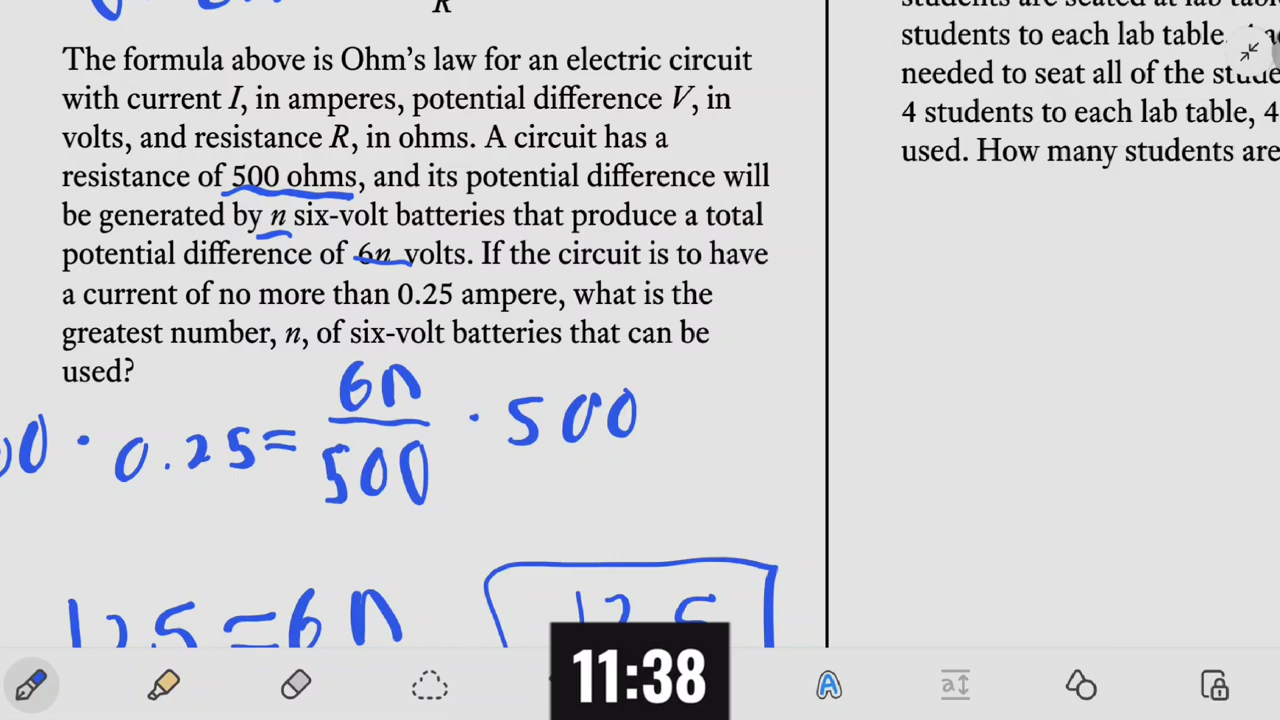 R
The formula above is Ohm's law for an electric circuit
with current I, in amperes, potential difference V, in
volts, and resistance R, in ohms. A circuit has a
resistance of 500 ohms, and its potential difference will
be generated by n six-volt batteries that produce a total
potential difference of 6n volts. If the circuit is to have
a current of no more than 0.25 ampere, what is the
greatest number, n, of six-volt batteries that can be
used?
0 · 0.25 = 6n/500 · 500
125 = 6n
125
students to each lab table.
needed to seat all of the stude
4 students to each lab table, 4
used. How many students are
11:38
A
a